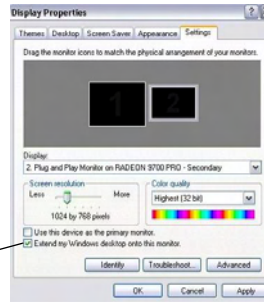 Display Properties
Themes Desktop Screen Saver Appearance Settings
Drag the monitor icons to match the physical arrangement of your monitors.
1 2
Display:
2. Plug and Play Monitor on RADEON 9700 PRO - Secondary
Screen resolution
Less More
1024 by 768 pixels
Color quality
Highest (32 bit)
Use this device as the primary monitor.
Extend my Windows desktop onto this monitor.
Identify Troubleshoot... Advanced
OK Cancel Apply